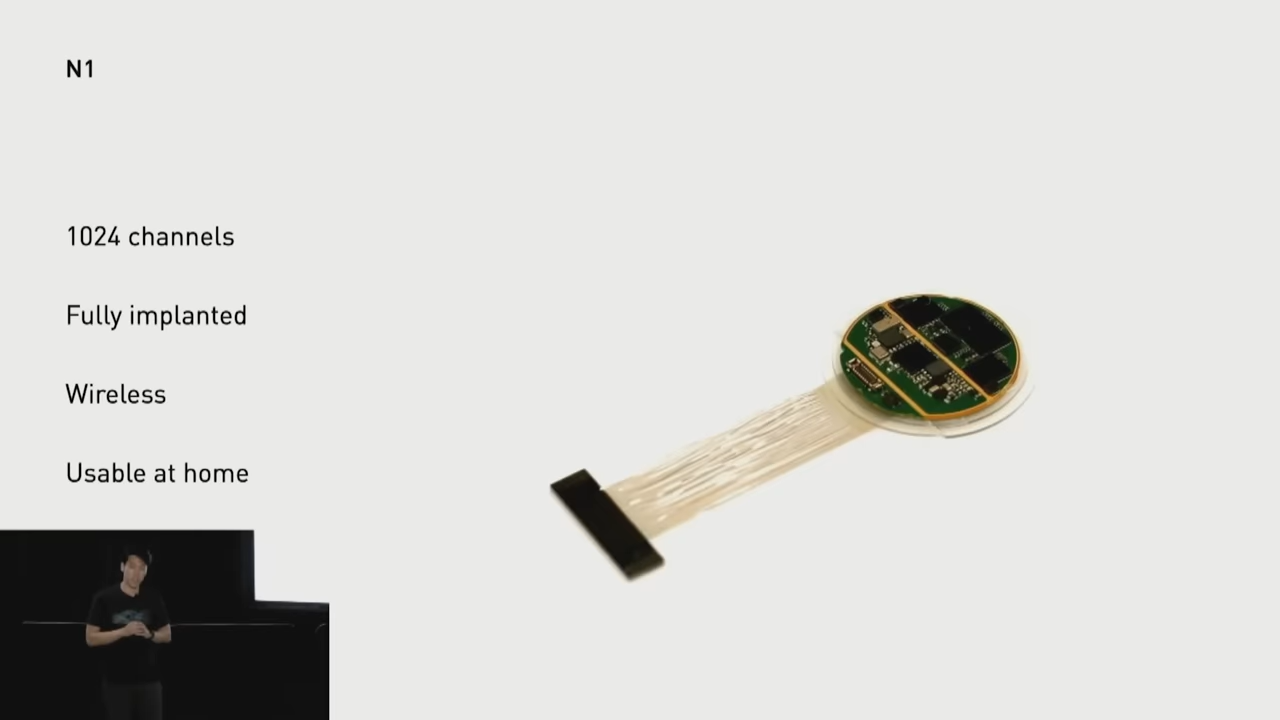 N1
1024 channels
Fully implanted
Wireless
Usable at home